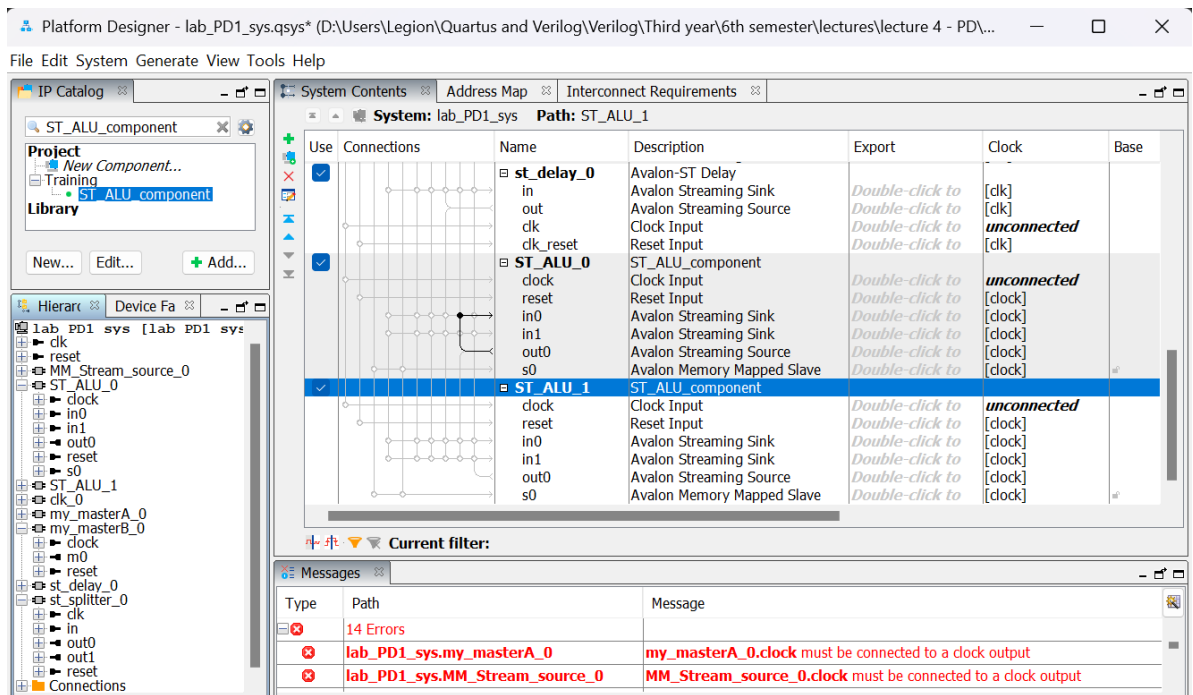 Platform Designer - lab_PD1_sys.qsys* (D:\Users\Legion\Quartus and Verilog\Verilog\Third year\6th semester\lectures\lecture 4 - PD\...
File Edit System Generate View Tools Help
IP Catalog
ST_ALU_component
Project
New Component...
Training
ST_ALU_component
Library
New... Edit... Add...
Hierarc Device Fa
lab PD1 sys [lab PD1 sys
clk
reset
MM_Stream_source_0
ST_ALU_0
clock
in0
in1
out0
reset
s0
ST_ALU_1
clk_0
my_masterA_0
my_masterB_0
clock
m0
reset
st_delay_0
st_splitter_0
clk
in
out0
out1
reset
Connections
System Contents Address Map Interconnect Requirements
System: lab_PD1_sys Path: ST_ALU_1
Use Connections Name Description Export Clock Base
st_delay_0 Avalon-ST Delay
in Avalon Streaming Sink Double-click to [clk]
out Avalon Streaming Source Double-click to [clk]
clk Clock Input Double-click to unconnected
clk_reset Reset Input Double-click to [clk]
ST_ALU_0 ST_ALU_component
clock Clock Input Double-click to unconnected
reset Reset Input Double-click to [clock]
in0 Avalon Streaming Sink Double-click to [clock]
in1 Avalon Streaming Sink Double-click to [clock]
out0 Avalon Streaming Source Double-click to [clock]
s0 Avalon Memory Mapped Slave Double-click to [clock]
ST_ALU_1 ST_ALU_component
clock Clock Input Double-click to unconnected
reset Reset Input Double-click to [clock]
in0 Avalon Streaming Sink Double-click to [clock]
in1 Avalon Streaming Sink Double-click to [clock]
out0 Avalon Streaming Source Double-click to [clock]
s0 Avalon Memory Mapped Slave Double-click to [clock]
Current filter:
Messages
Type Path Message
14 Errors
lab_PD1_sys.my_masterA_0 my_masterA_0.clock must be connected to a clock output
lab_PD1_sys.MM_Stream_source_0 MM_Stream_source_0.clock must be connected to a clock output